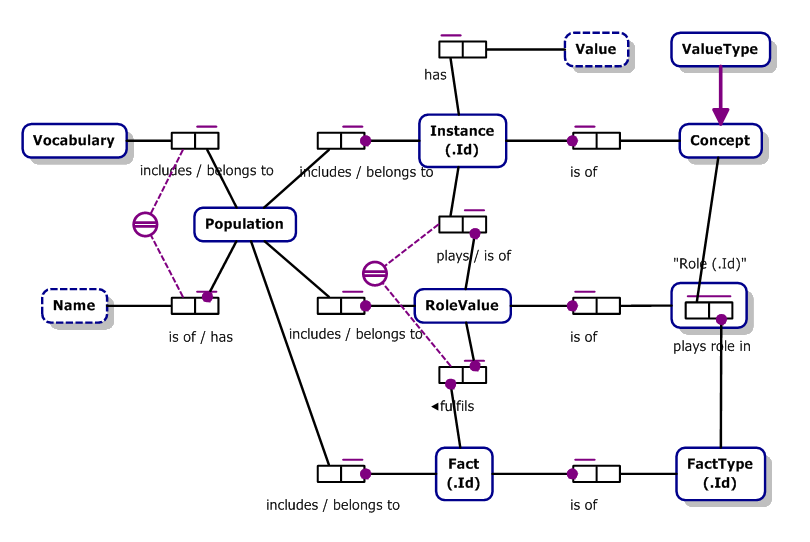 Value
ValueType
has
Vocabulary
Instance
(.Id)
Concept
includes / belongs to
includes / belongs to
is of
Population
plays / is of
"Role (.Id)"
Name
RoleValue
is of / has
includes / belongs to
is of
plays role in
◄fulfils
Fact
(.Id)
FactType
(.Id)
includes / belongs to
is of